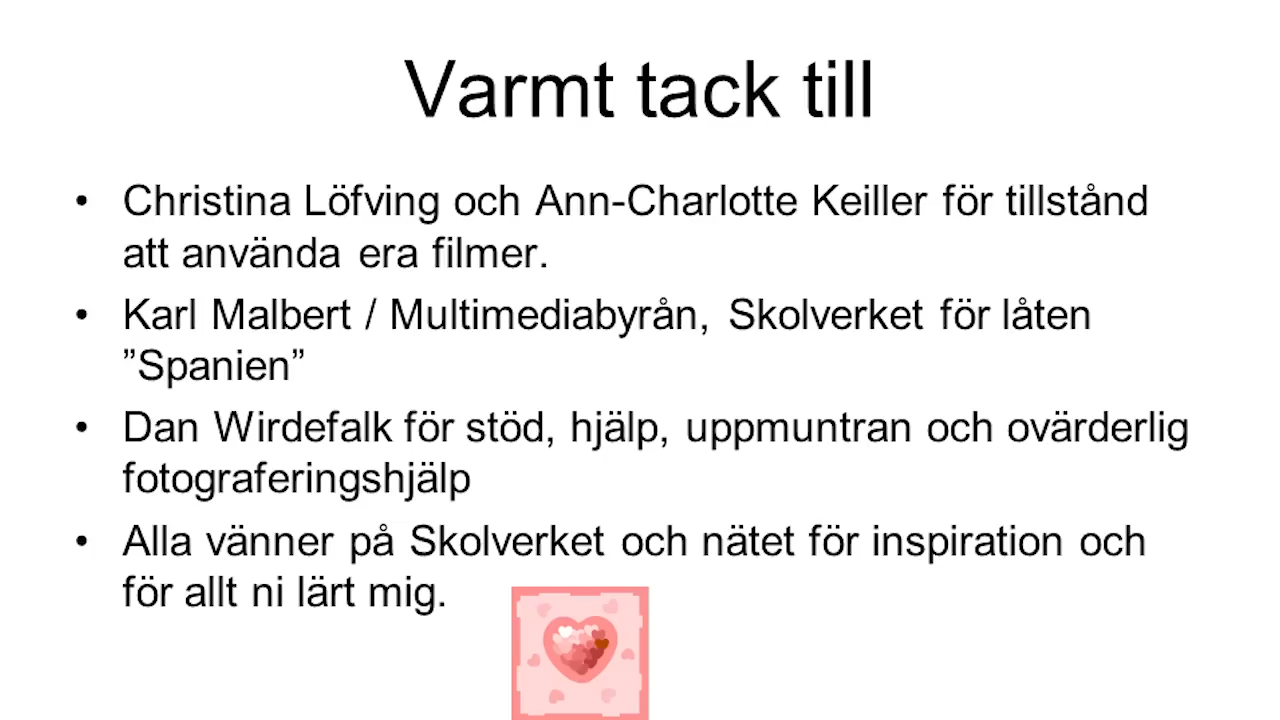 Varmt tack till
• Christina Löfving och Ann-Charlotte Keiller för tillstånd
att använda era filmer.
• Karl Malbert / Multimediabyrån, Skolverket för låten
”Spanien”
• Dan Wirdefalk för stöd, hjälp, uppmuntran och ovärderlig
fotograferingshjälp
• Alla vänner på Skolverket och nätet för inspiration och
för allt ni lärt mig.